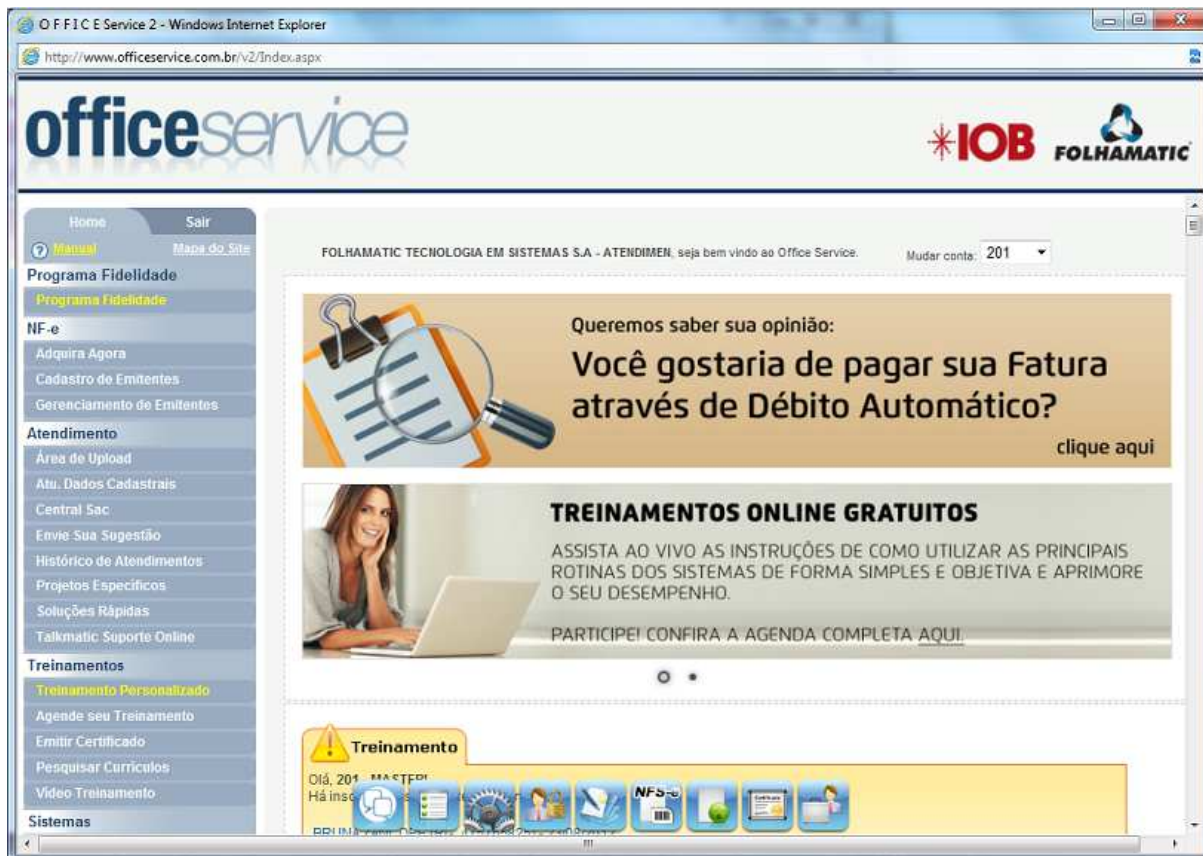 O F F I C E Service 2 - Windows Internet Explorer
http://www.officeservice.com.br/v2/Index.aspx
officeservice
IOB
FOLHAMATIC
Home
Sair
Manual
Mapa do Site
Programa Fidelidade
Programa Fidelidade
NF-e
Adquira Agora
Cadastro de Emitentes
Gerenciamento de Emitentes
Atendimento
Área de Upload
Atu. Dados Cadastrais
Central Sac
Envie Sua Sugestão
Histórico de Atendimentos
Projetos Específicos
Soluções Rápidas
Talkmatic Suporte Online
Treinamentos
Treinamento Personalizado
Agende seu Treinamento
Emitir Certificado
Pesquisar Currículos
Vídeo Treinamento
Sistemas
FOLHAMATIC TECNOLOGIA EM SISTEMAS S.A - ATENDIMEN, seja bem vindo ao Office Service.
Mudar conta: 201
Queremos saber sua opinião:
Você gostaria de pagar sua Fatura
através de Débito Automático?
clique aqui
TREINAMENTOS ONLINE GRATUITOS
ASSISTA AO VIVO AS INSTRUÇÕES DE COMO UTILIZAR AS PRINCIPAIS
ROTINAS DOS SISTEMAS DE FORMA SIMPLES E OBJETIVA E APRIMORE
O SEU DESEMPENHO.
PARTICIPE! CONFIRA A AGENDA COMPLETA AQUI.
Treinamento
Olá, 201 - MASTER!
Há
NFS-e
BRUNA